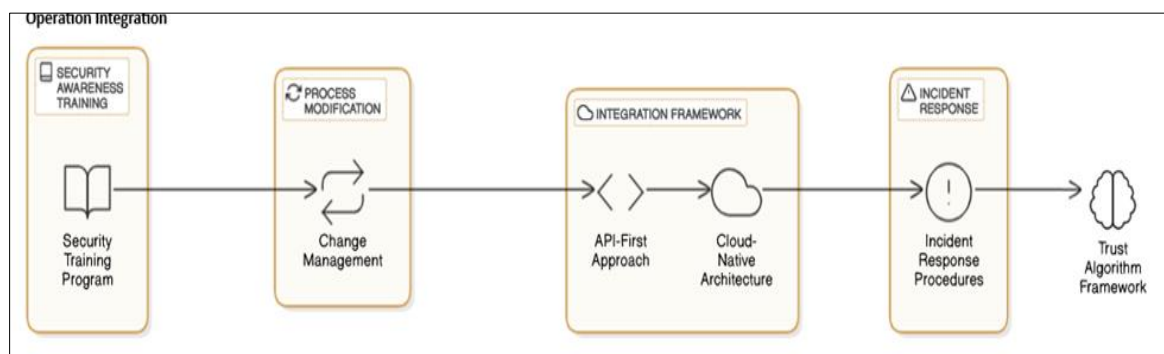 Operation Integration
SECURITY
AWARENESS
TRAINING
Security
Training
Program
PROCESS
MODIFICATION
Change
Management
INTEGRATION FRAMEWORK
API-First
Approach
Cloud-
Native
Architecture
INCIDENT
RESPONSE
Incident
Response
Procedures
Trust
Algorithm
Framework